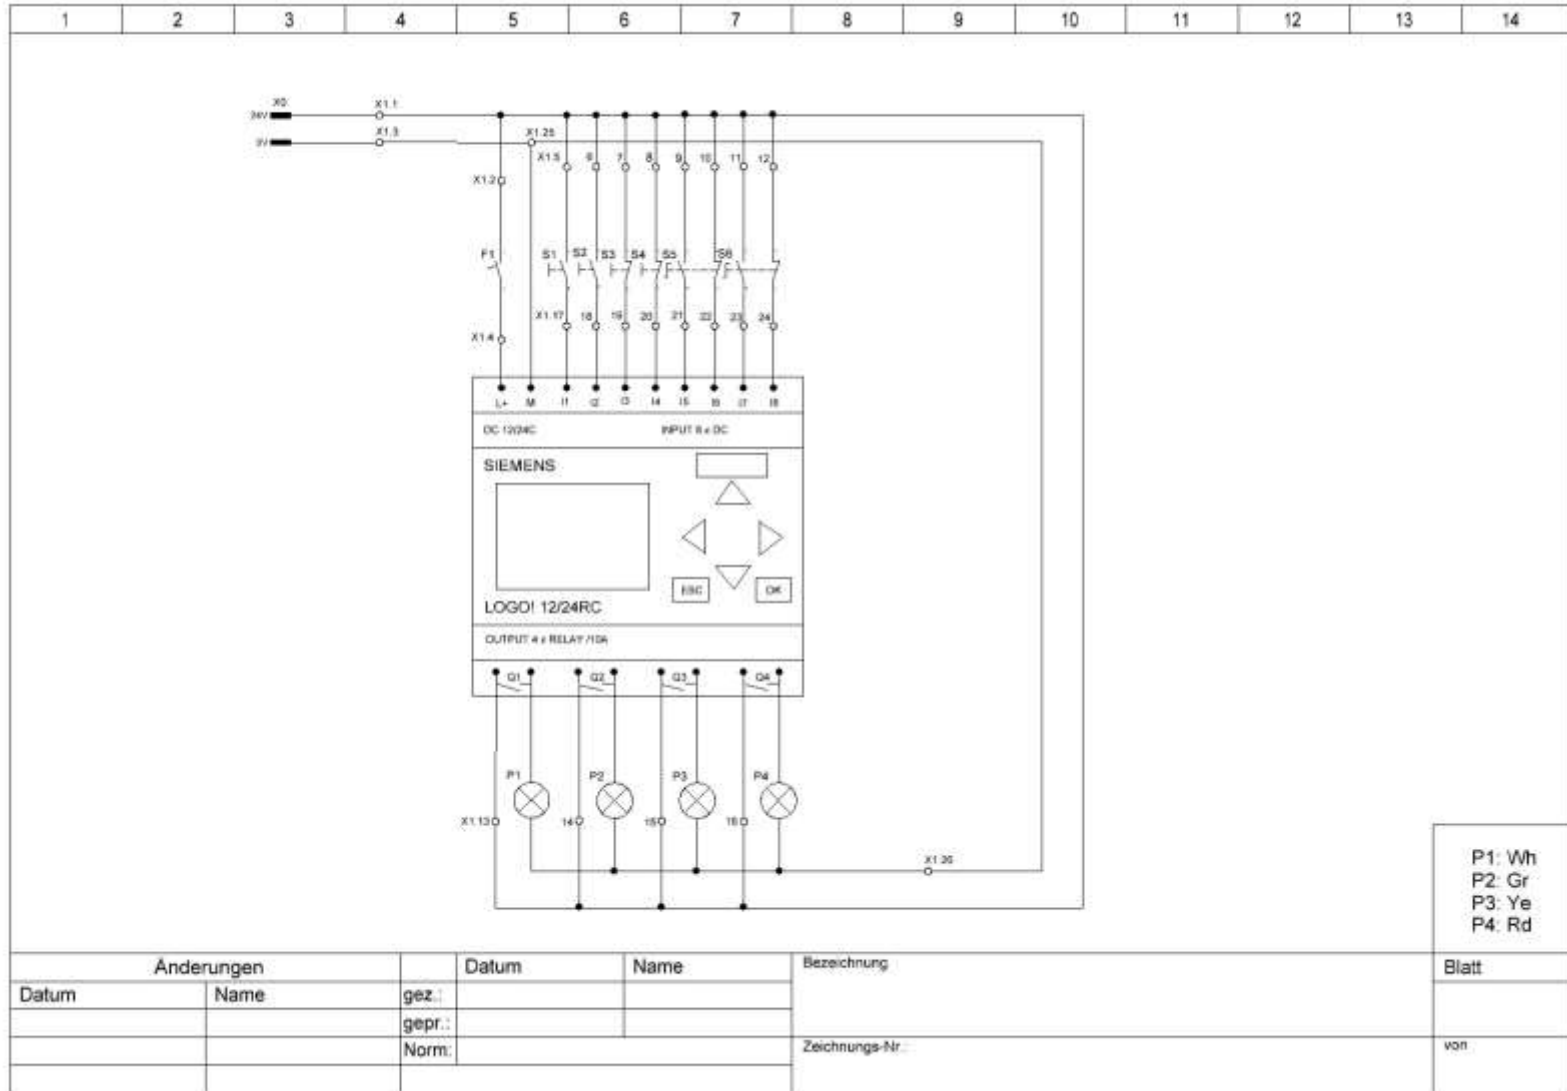 1 2 3 4 5 6 7 8 9 10 11 12 13 14
X0 X1.1
24V
X1.3 X1.25
0V
X1.5 6 7 8 9 10 11 12
X1.2
F1 S1 S2 S3 S4 S5 S6
X1.17 18 19 20 21 22 23 24
X1.4
L+ M I1 I2 I3 I4 I5 I6 I7 I8
DC 12/24C INPUT 8 x DC
SIEMENS
ESC OK
LOGO! 12/24RC
OUTPUT 4 x RELAY /10A
Q1 Q2 Q3 Q4
P1 P2 P3 P4
X1.13 14 15 16
X1.26
P1: Wh
P2: Gr
P3: Ye
P4: Rd
Änderungen Datum Name Bezeichnung Blatt
Datum Name gez.:
gepr.:
Norm: Zeichnungs-Nr.: von